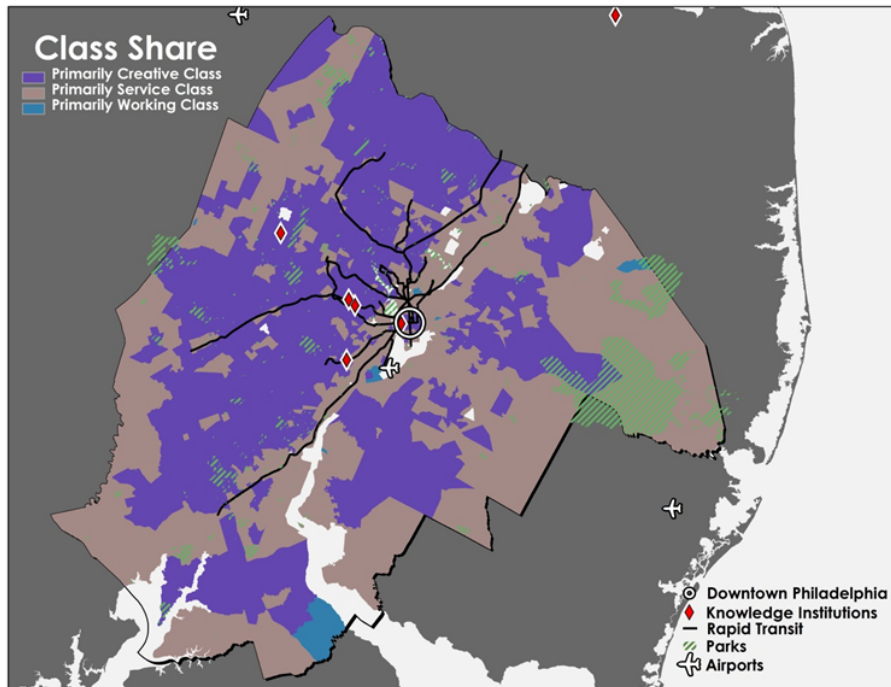 Class Share
Primarily Creative Class
Primarily Service Class
Primarily Working Class
Downtown Philadelphia
Knowledge Institutions
Rapid Transit
Parks
Airports